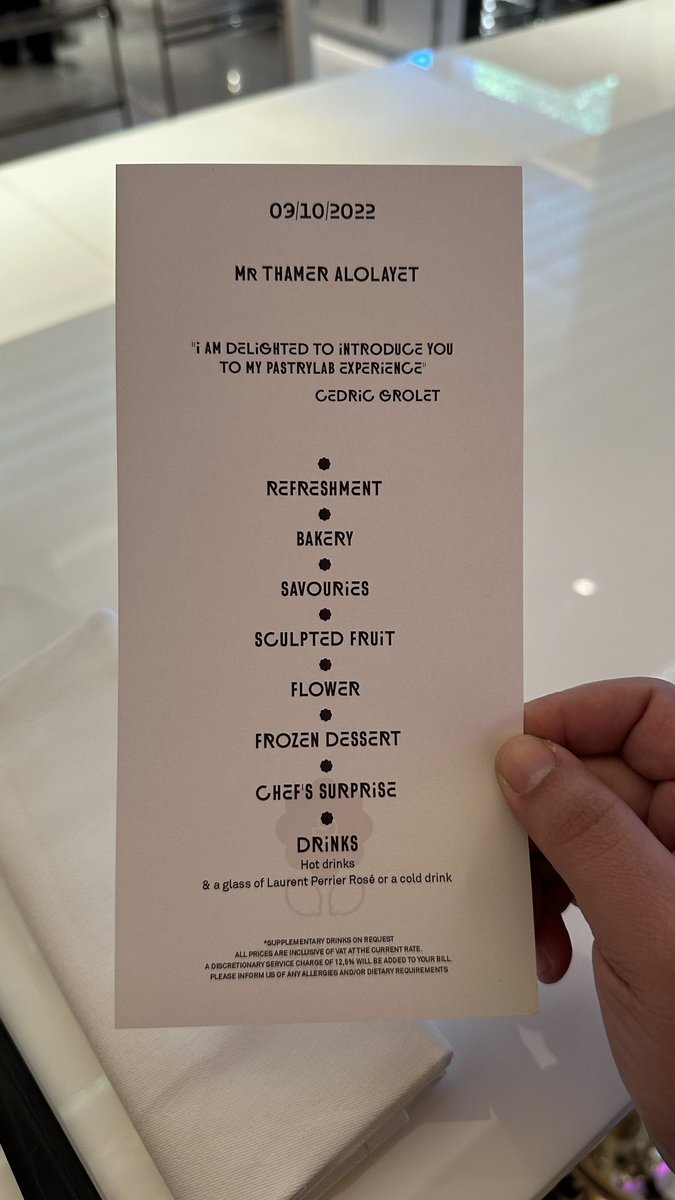 09/10/2022
MR THAMER ALOLAYET
"i AM DELiGHTED TO iNTRODUCE YOU
TO MY PASTRYLAB EXPERiENCE"
CEDRiC GROLET
REFRESHMENT
BAKERY
SAVOURiES
SCULPTED FRUiT
FLOWER
FROZEN DESSERT
CHEF'S SURPRiSE
DRiNKS
Hot drinks
& a glass of Laurent Perrier Rosé or a cold drink
*SUPPLEMENTARY DRINKS ON REQUEST
ALL PRICES ARE INCLUSIVE OF VAT AT THE CURRENT RATE.
A DISCRETIONARY SERVICE CHARGE OF 12,5% WILL BE ADDED TO YOUR BILL.
PLEASE INFORM US OF ANY ALLERGIES AND/OR DIETARY REQUIREMENTS